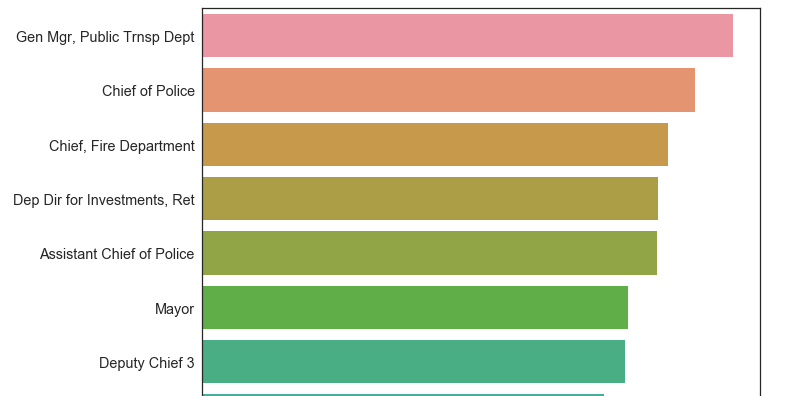 Gen Mgr, Public Trnsp Dept
Chief of Police
Chief, Fire Department
Dep Dir for Investments, Ret
Assistant Chief of Police
Mayor
Deputy Chief 3